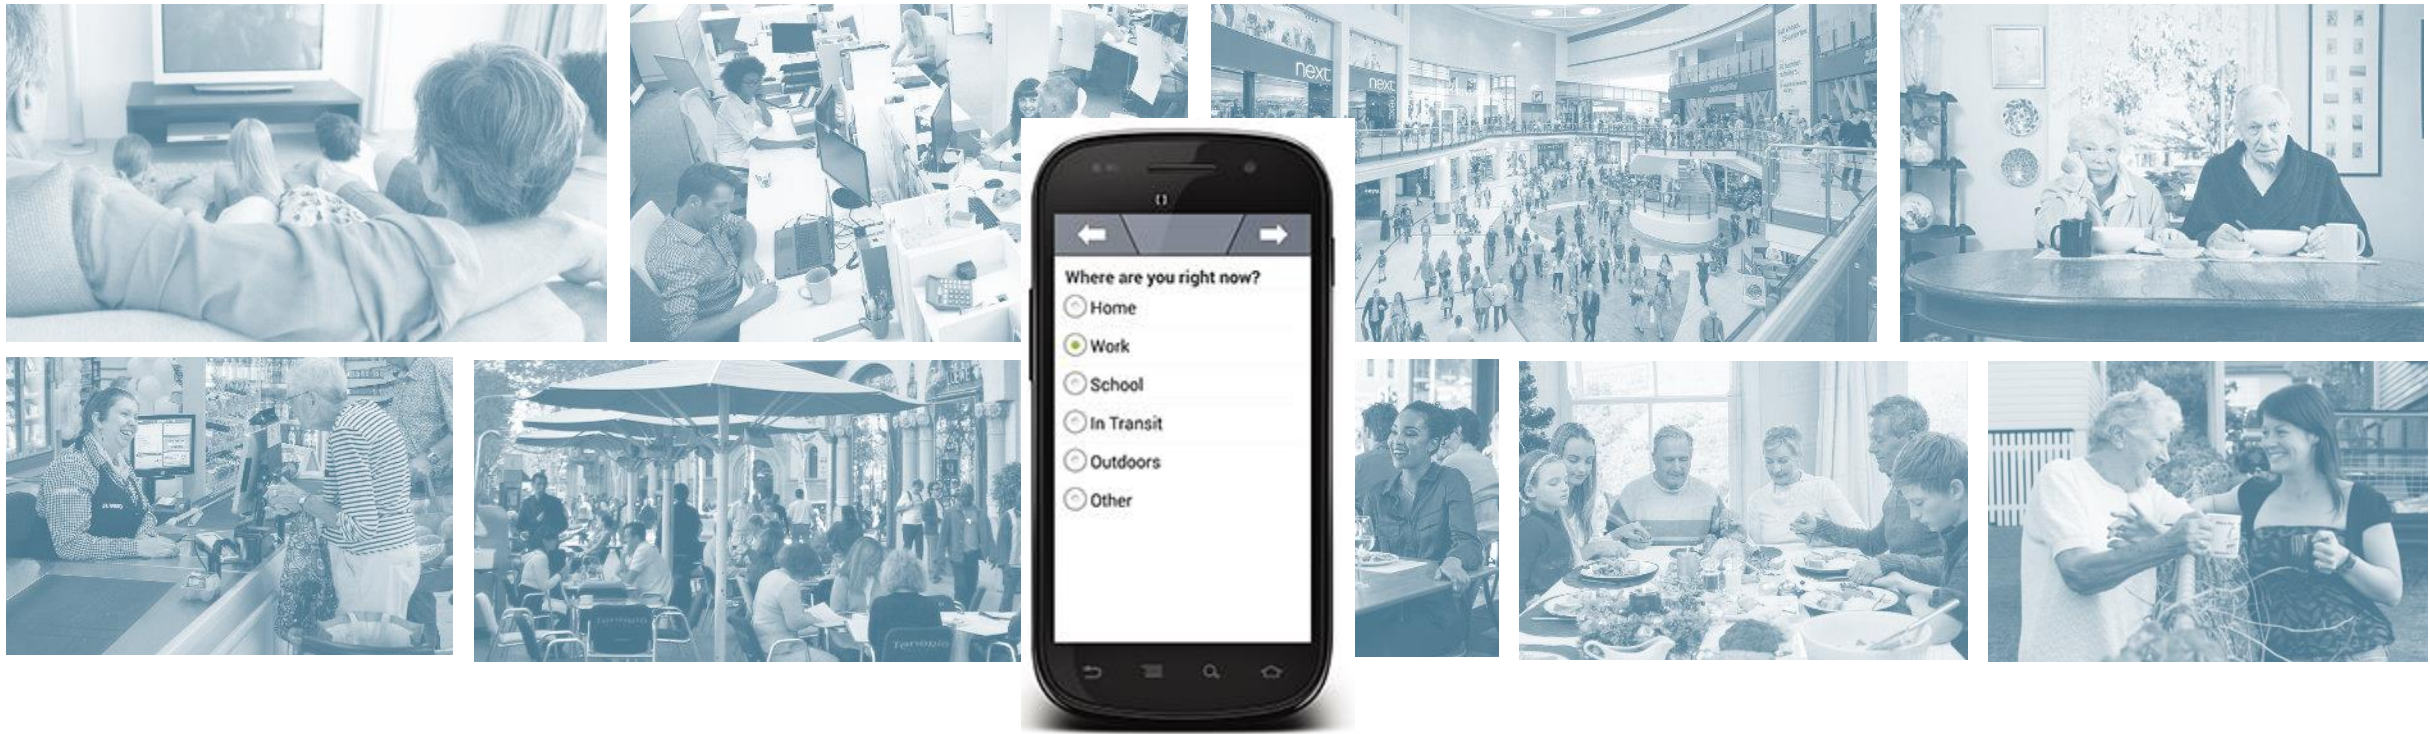 next
next
Where are you right now?
Home
Work
School
In Transit
Outdoors
Other